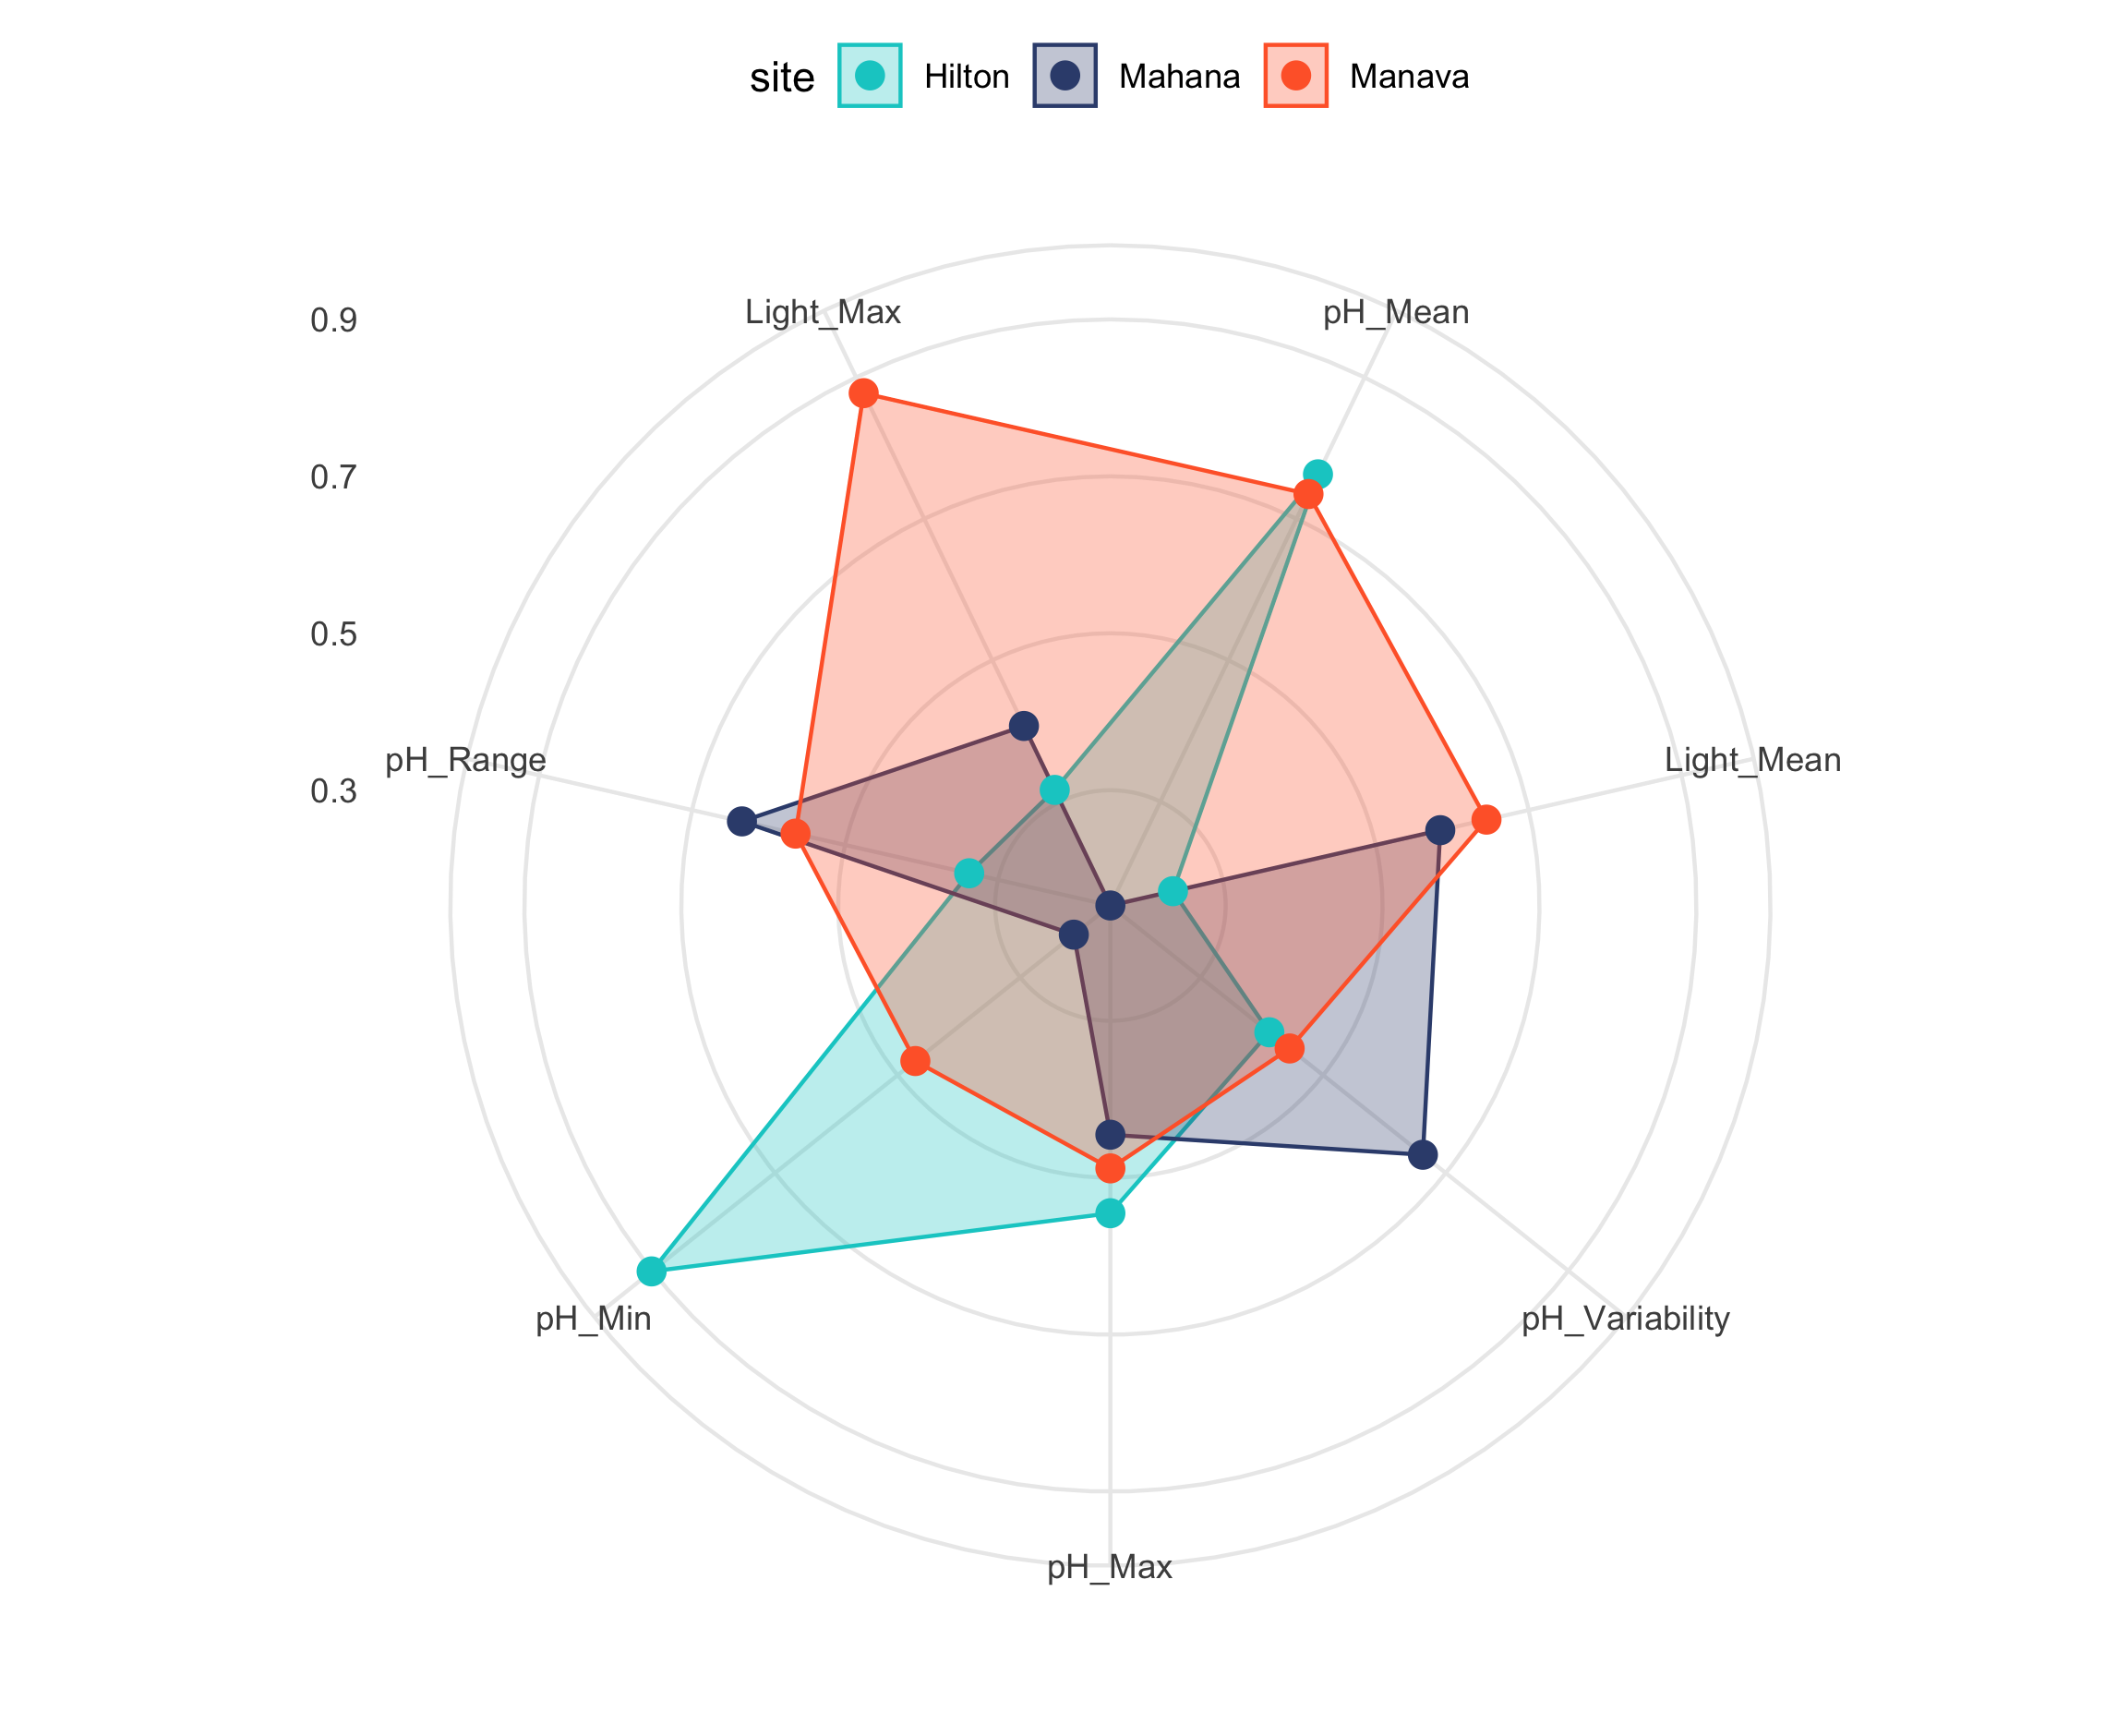 site Hilton Mahana Manava
Light_Max pH_Mean
0.9
0.7
0.5
pH_Range Light_Mean
0.3
pH_Min pH_Variability
pH_Max